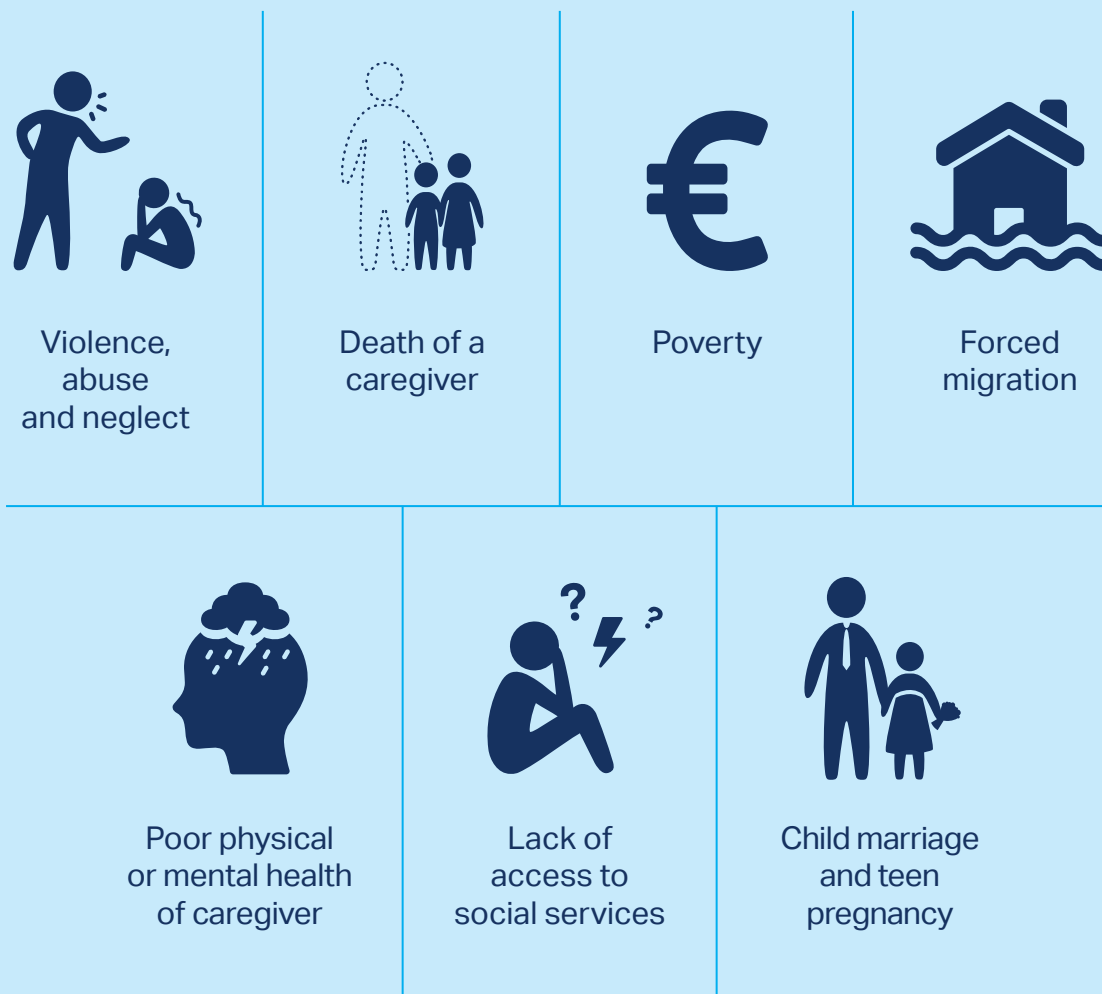 Violence,
abuse
and neglect
Death of a
caregiver
€
Poverty
Forced
migration
Poor physical
or mental health
of caregiver
? ?
Lack of
access to
social services
Child marriage
and teen
pregnancy